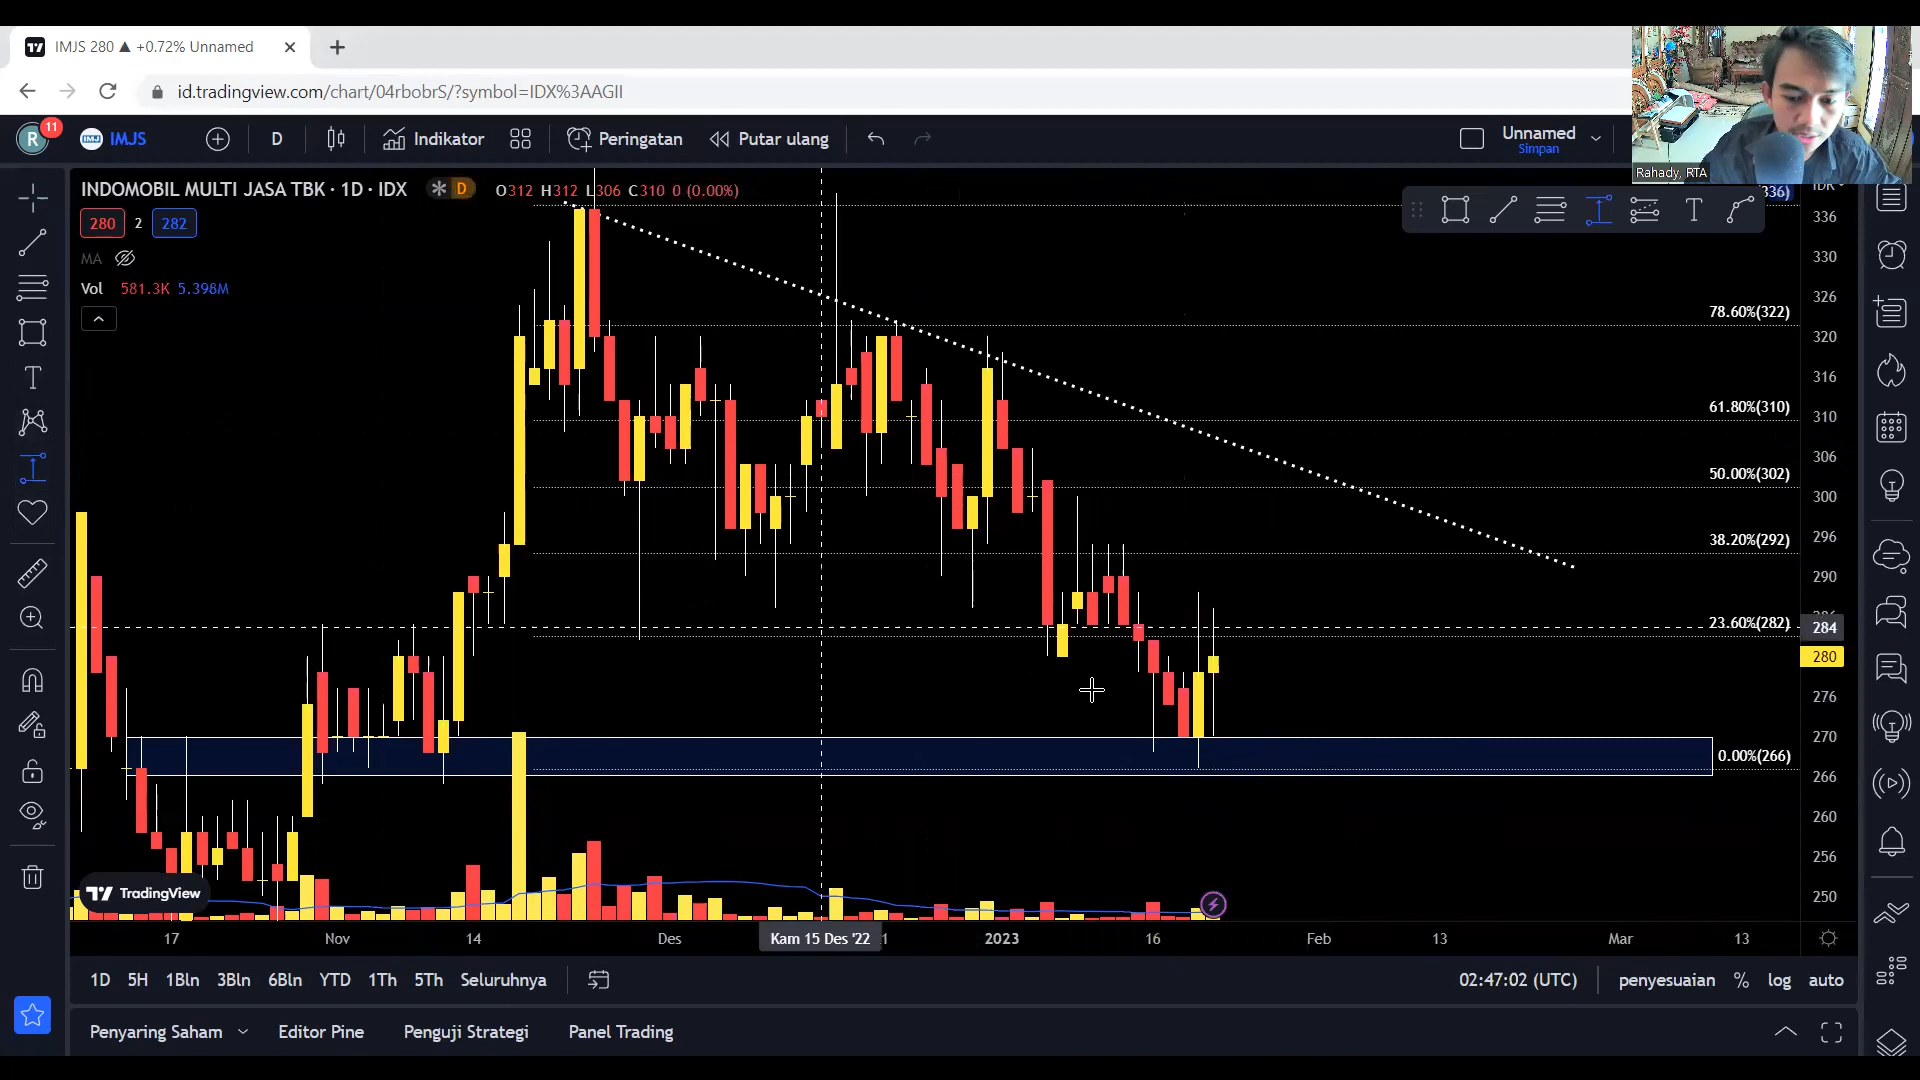 IMJS 280 ▲ +0.72% Unnamed
id.tradingview.com/chart/04rbobrS/?symbol=IDX%3AAGII
R 11 IMJ IMJS D Indikator Peringatan Putar ulang Unnamed
Simpan
Rahady, RTA
INDOMOBIL MULTI JASA TBK · 1D · IDX D O312 H312 L306 C310 0 (0.00%)
280 2 282
MA
Vol 581.3K 5.398M
336)
336
330
78.60%(322)
326
320
316
61.80%(310)
310
306
50.00%(302)
300
38.20%(292)
296
290
23.60%(282)
284
280
276
270
0.00%(266)
266
260
256
250
TradingView
17 Nov 14 Des Kam 15 Des '22 1 2023 16 Feb 13 Mar 13
1D 5H 1Bln 3Bln 6Bln YTD 1Th 5Th Seluruhnya 02:47:02 (UTC) penyesuaian % log auto
Penyaring Saham Editor Pine Penguji Strategi Panel Trading